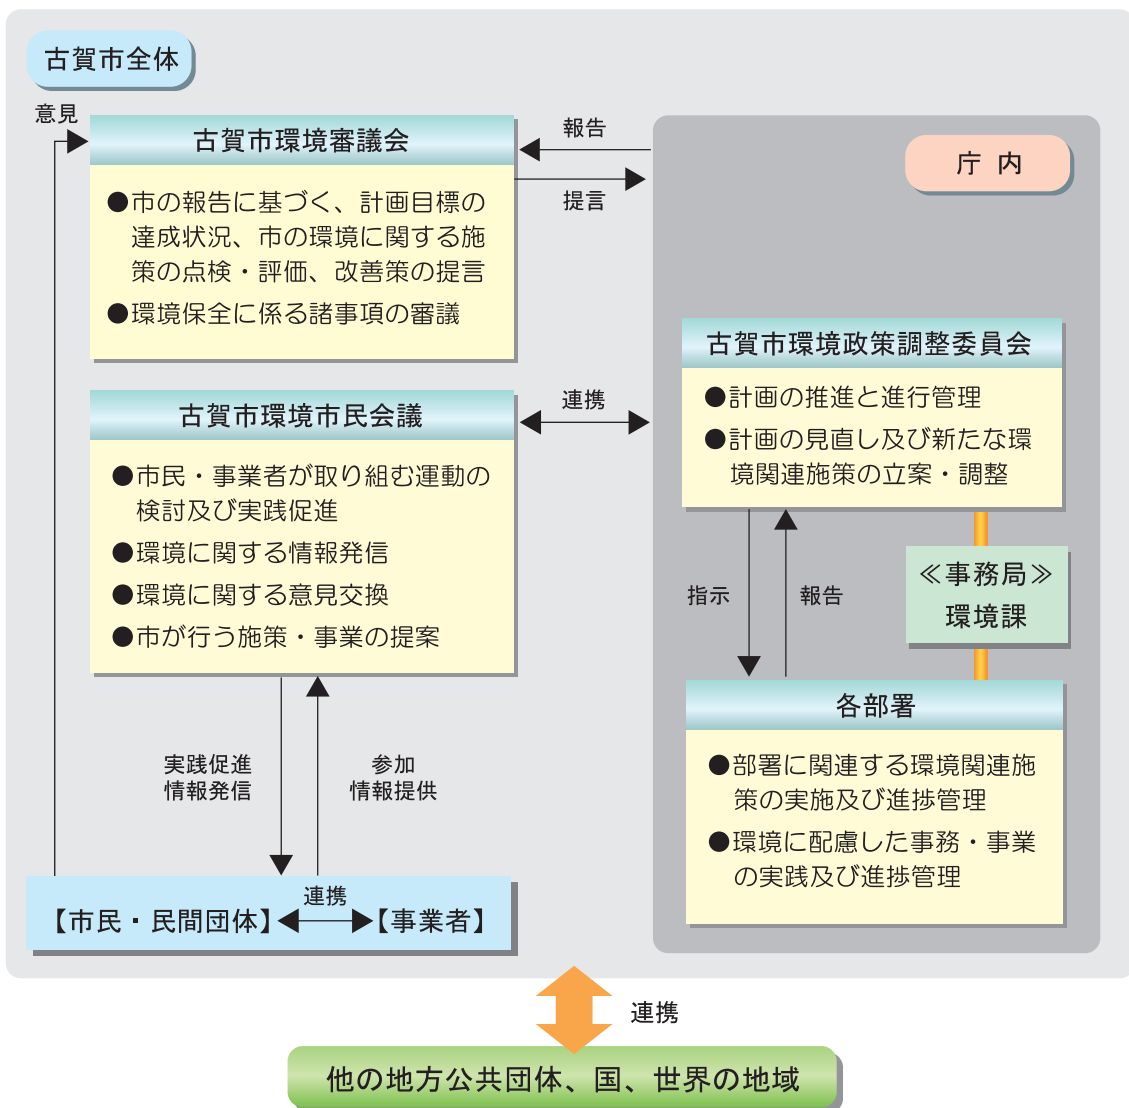 古賀市全体
意見
古賀市環境審議会
●市の報告に基づく、計画目標の
達成状況、市の環境に関する施
策の点検・評価、改善策の提言
●環境保全に係る諸事項の審議
報告
提言
庁内
古賀市環境政策調整委員会
●計画の推進と進行管理
●計画の見直し及び新たな環
境関連施策の立案・調整
古賀市環境市民会議
●市民・事業者が取り組む運動の
検討及び実践促進
●環境に関する情報発信
●環境に関する意見交換
●市が行う施策・事業の提案
連携
指示
報告
≪事務局≫
環境課
各部署
●部署に関連する環境関連施
策の実施及び進捗管理
●環境に配慮した事務・事業
の実践及び進捗管理
実践促進
情報発信
参加
情報提供
連携
【市民・民間団体】
【事業者】
連携
他の地方公共団体、国、世界の地域